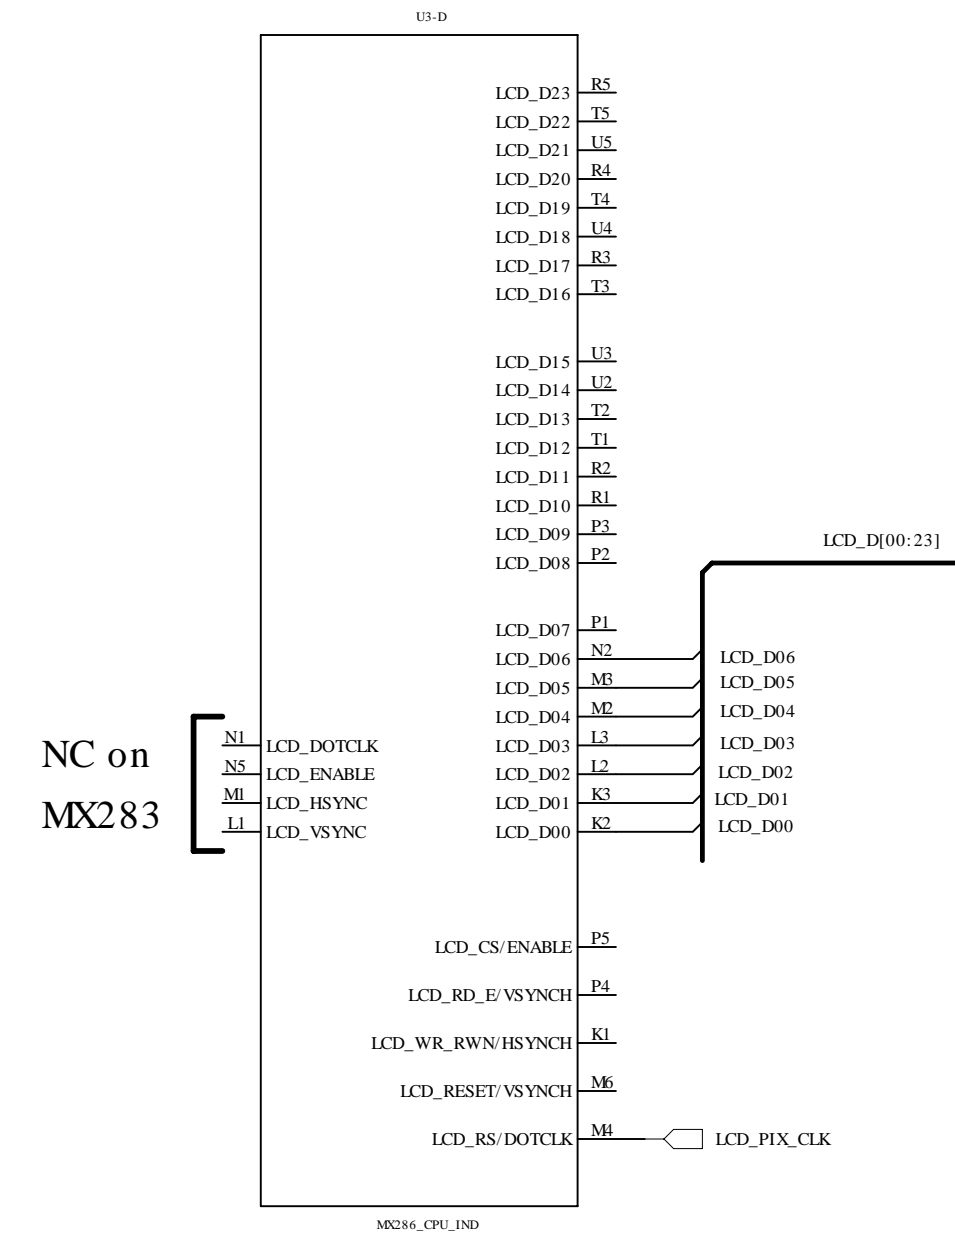 U3-D
LCD_D23 R5
LCD_D22 T5
LCD_D21 U5
LCD_D20 R4
LCD_D19 T4
LCD_D18 U4
LCD_D17 R3
LCD_D16 T3
LCD_D15 U3
LCD_D14 U2
LCD_D13 T2
LCD_D12 T1
LCD_D11 R2
LCD_D10 R1
LCD_D09 P3
LCD_D[00:23]
LCD_D08 P2
LCD_D07 P1
LCD_D06 N2 LCD_D06
LCD_D05 M3 LCD_D05
LCD_D04 M2 LCD_D04
NC on
MX283
N1 LCD_DOTCLK LCD_D03 L3 LCD_D03
N5 LCD_ENABLE LCD_D02 L2 LCD_D02
M1 LCD_HSYNC LCD_D01 K3 LCD_D01
L1 LCD_VSYNC LCD_D00 K2 LCD_D00
LCD_CS/ENABLE P5
LCD_RD_E/VSYNCH P4
LCD_WR_RWN/HSYNCH K1
LCD_RESET/VSYNCH M6
LCD_RS/DOTCLK M4 LCD_PIX_CLK
MX286_CPU_IND